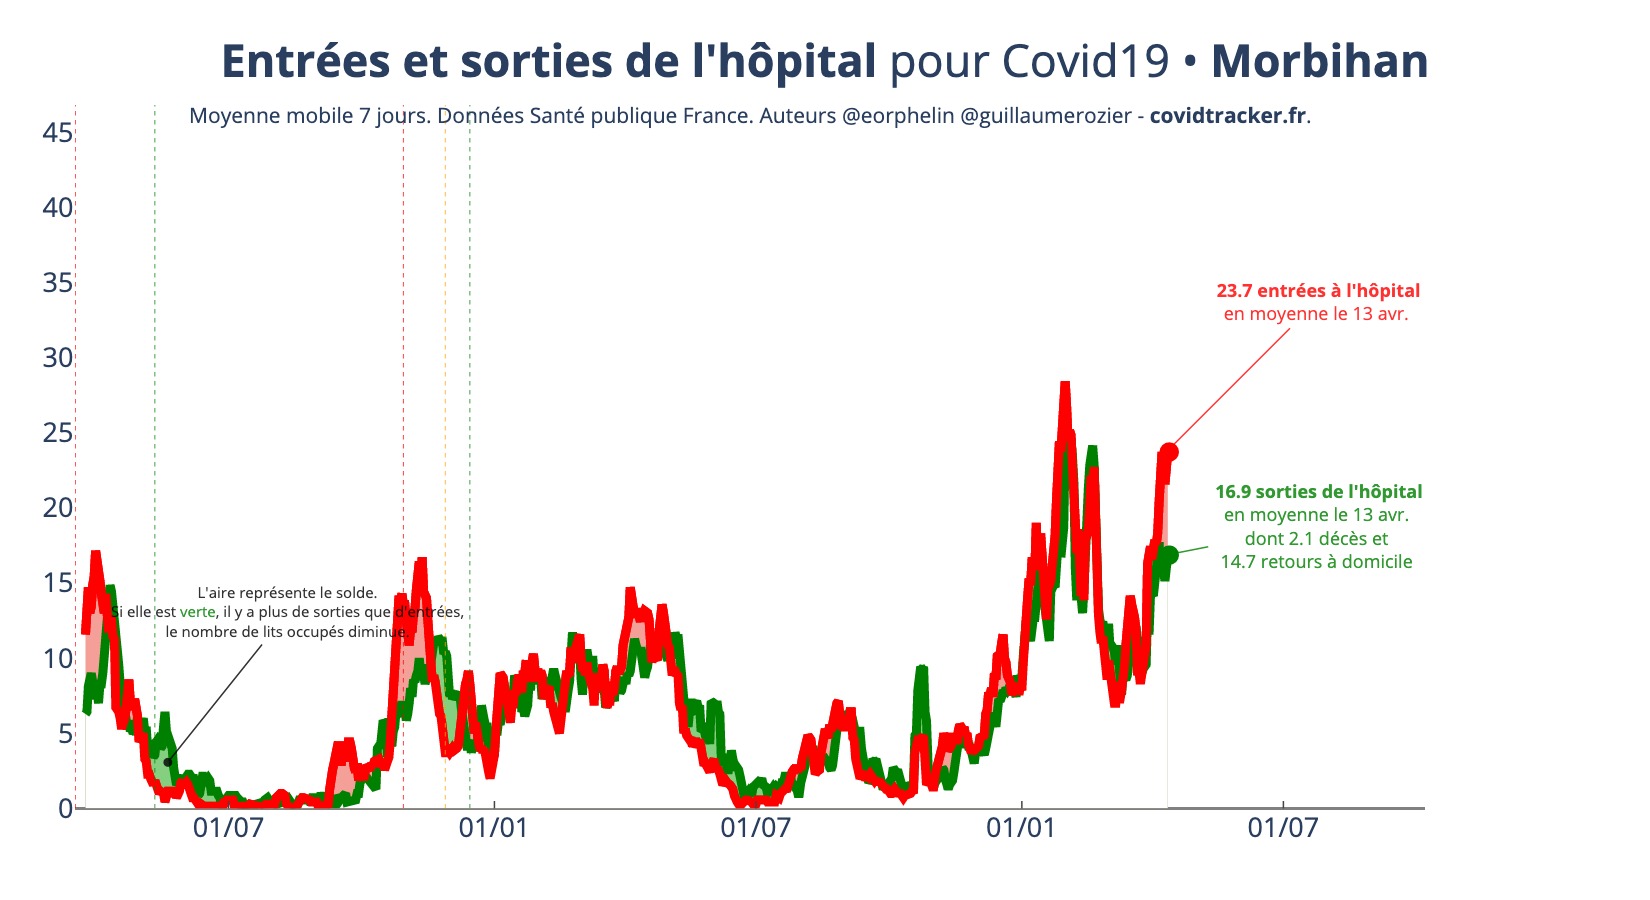 Entrées et sorties de l'hôpital pour Covid19 • Morbihan
Moyenne mobile 7 jours. Données Santé publique France. Auteurs @eorphelin @guillaumerozier - covidtracker.fr.
45
40
35
30
25
20
15
10
5
0
23.7 entrées à l'hôpital
en moyenne le 13 avr.
16.9 sorties de l'hôpital
en moyenne le 13 avr.
dont 2.1 décès et
14.7 retours à domicile
L'aire représente le solde.
Si elle est verte, il y a plus de sorties que d'entrées,
le nombre de lits occupés diminue.
01/07
01/01
01/07
01/01
01/07